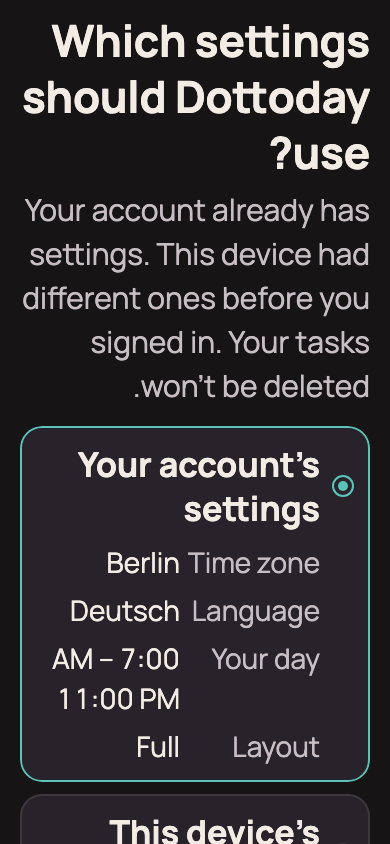 Which settings
should Dottoday
?use
Your account already has
settings. This device had
different ones before you
signed in. Your tasks
.won't be deleted
Your account's
settings
Time zone Berlin
Language Deutsch
Your day AM – 7:00
11:00 PM
Layout Full
This device's